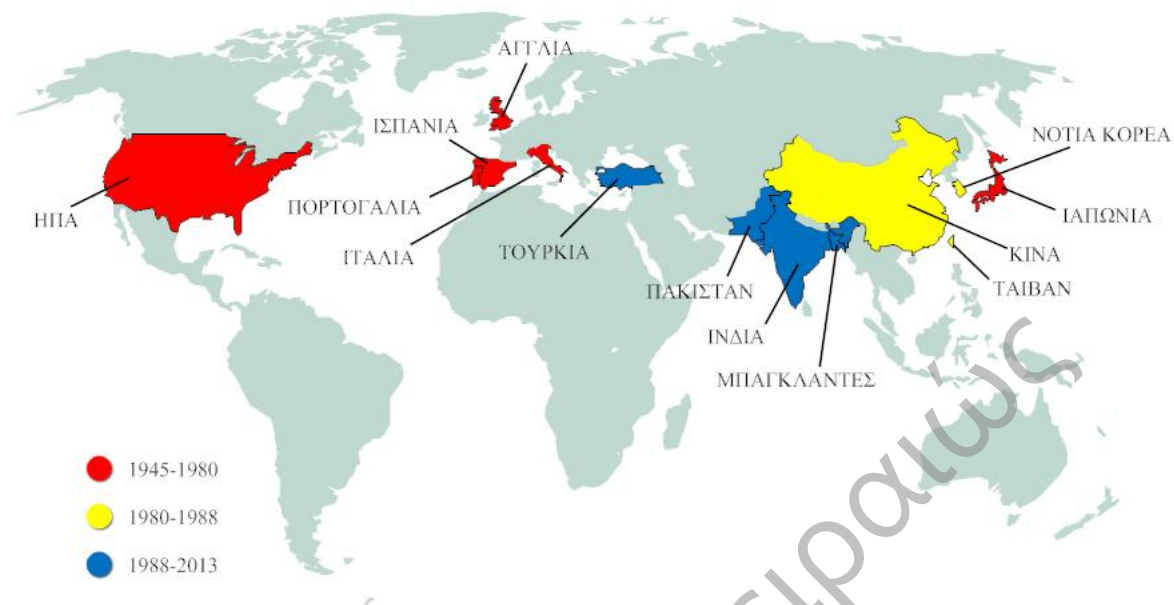 ΑΓΓΛΙΑ
ΙΣΠΑΝΙΑ
ΝΟΤΙΑ ΚΟΡΕΑ
ΗΠΑ
ΠΟΡΤΟΓΑΛΙΑ
ΙΑΠΩΝΙΑ
ΙΤΑΛΙΑ
ΤΟΥΡΚΙΑ
ΚΙΝΑ
ΠΑΚΙΣΤΑΝ
ΤΑΙΒΑΝ
ΙΝΔΙΑ
ΜΠΑΓΚΛΑΝΤΕΣ
1945-1980
1980-1988
1988-2013